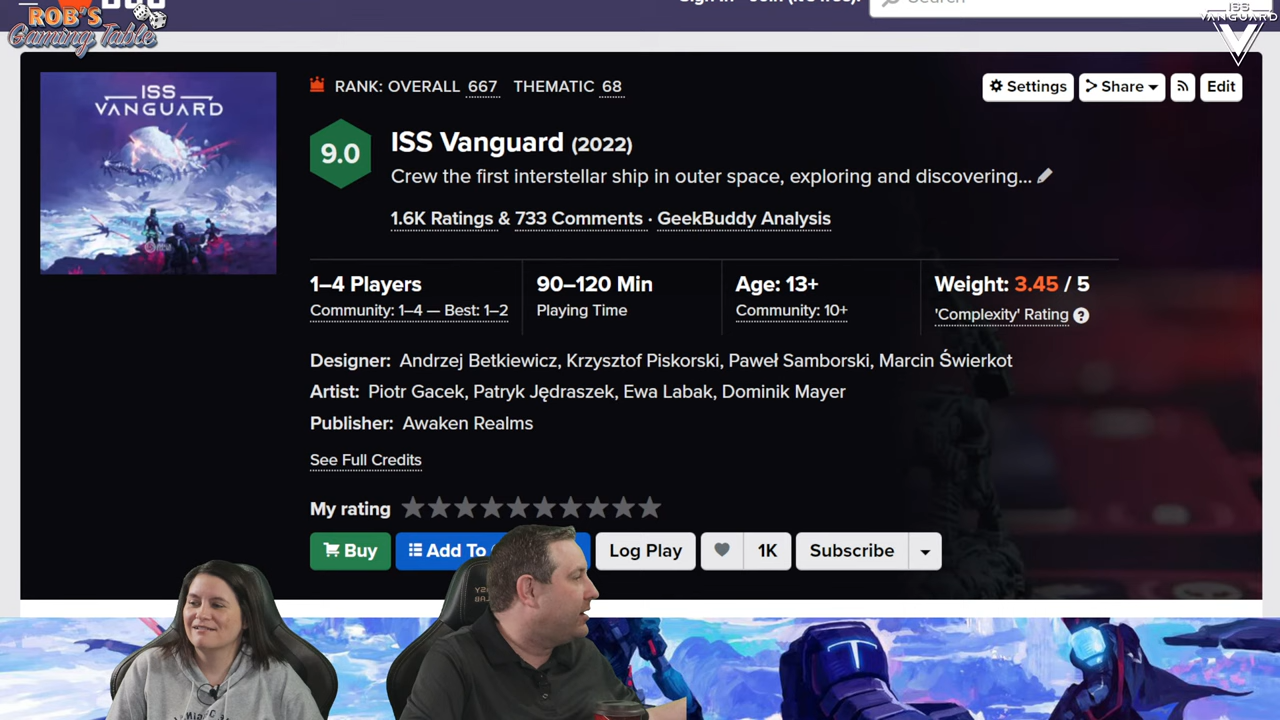 ROB'S
Gaming Table
Search
ISS
VANGUARD
ISS
VANGUARD
RANK: OVERALL 667 THEMATIC 68
Settings
Share
Edit
9.0
ISS Vanguard (2022)
Crew the first interstellar ship in outer space, exploring and discovering...
1.6K Ratings & 733 Comments · GeekBuddy Analysis
1–4 Players
Community: 1–4 — Best: 1–2
90–120 Min
Playing Time
Age: 13+
Community: 10+
Weight: 3.45 / 5
'Complexity' Rating ?
Designer: Andrzej Betkiewicz, Krzysztof Piskorski, Paweł Samborski, Marcin Świerkot
Artist: Piotr Gacek, Patryk Jędraszek, Ewa Labak, Dominik Mayer
Publisher: Awaken Realms
See Full Credits
My rating
Buy
Add To
Log Play
1K
Subscribe